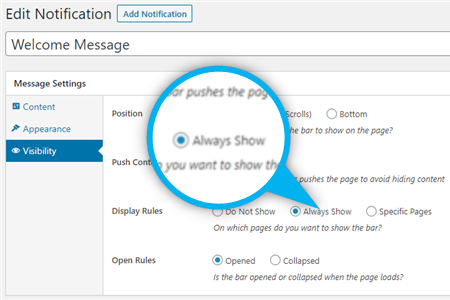 Edit Notification Add Notification
Welcome Message
Message Settings
Content
Appearance
Visibility
Position
Scrolls) Bottom
the bar to show on the page?
bar pushes the page
Always Show
you want to show the
Push Cont
pushes the page to avoid hiding content
Display Rules Do Not Show Always Show Specific Pages
On which pages do you want to show the bar?
Open Rules Opened Collapsed
Is the bar opened or collapsed when the page loads?